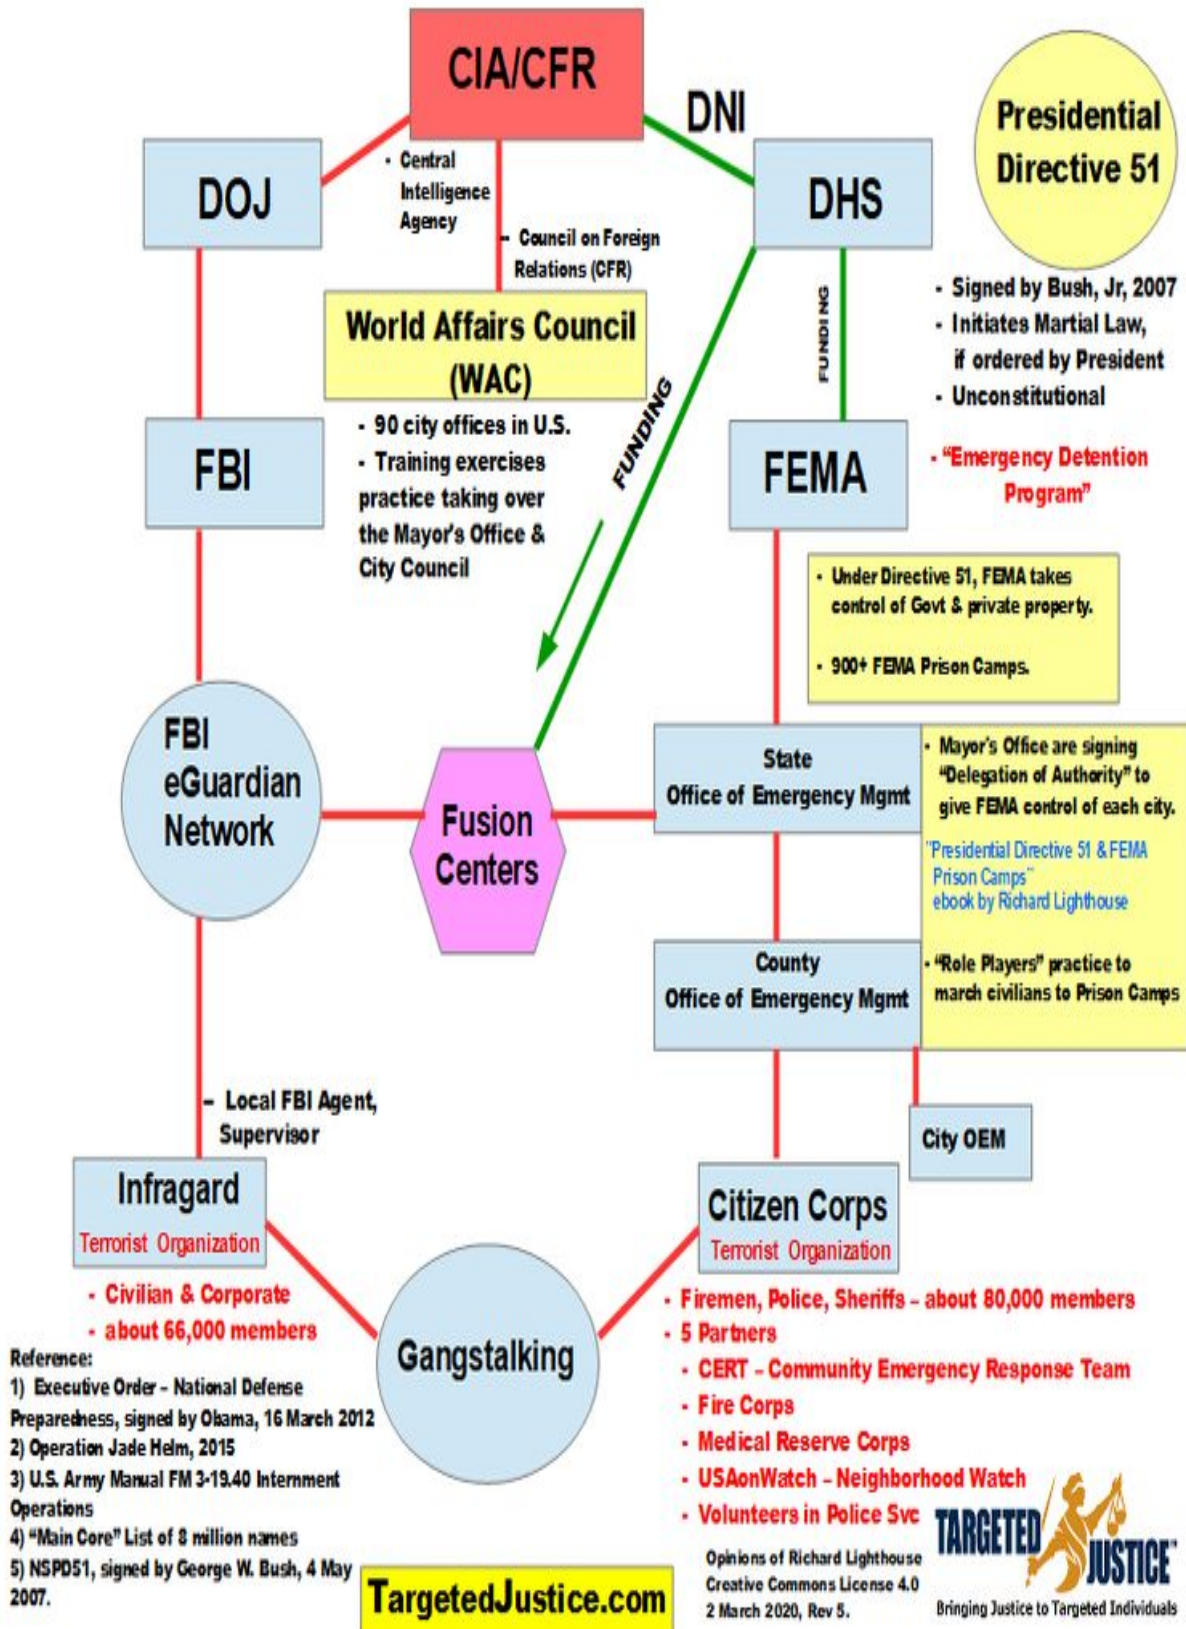 CIA/CFR
DNI
Presidential
Directive 51
DOJ
- Central
Intelligence
Agency
DHS
- Council on Foreign
Relations (CFR)
- Signed by Bush, Jr, 2007
- Initiates Martial Law,
if ordered by President
- Unconstitutional
- "Emergency Detention
Program"
World Affairs Council
(WAC)
- 90 city offices in U.S.
- Training exercises
practice taking over
the Mayor's Office &
City Council
FUNDING
FUNDING
FBI
FEMA
- Under Directive 51, FEMA takes
control of Govt & private property.
- 900+ FEMA Prison Camps.
FBI
eGuardian
Network
Fusion
Centers
State
Office of Emergency Mgmt
- Mayor's Office are signing
"Delegation of Authority" to
give FEMA control of each city.
"Presidential Directive 51 & FEMA
Prison Camps"
ebook by Richard Lighthouse
- "Role Players" practice to
march civilians to Prison Camps
County
Office of Emergency Mgmt
City OEM
- Local FBI Agent,
Supervisor
Infragard
Terrorist Organization
- Civilian & Corporate
- about 66,000 members
Gangstalking
Citizen Corps
Terrorist Organization
- Firemen, Police, Sheriffs – about 80,000 members
- 5 Partners
- CERT – Community Emergency Response Team
- Fire Corps
- Medical Reserve Corps
- USAonWatch – Neighborhood Watch
- Volunteers in Police Svc
Reference:
1) Executive Order – National Defense
Preparedness, signed by Obama, 16 March 2012
2) Operation Jade Helm, 2015
3) U.S. Army Manual FM 3-19.40 Internment
Operations
4) "Main Core" List of 8 million names
5) NSPD51, signed by George W. Bush, 4 May
2007.
TargetedJustice.com
Opinions of Richard Lighthouse
Creative Commons License 4.0
2 March 2020, Rev 5.
TARGETED
JUSTICE™
Bringing Justice to Targeted Individuals